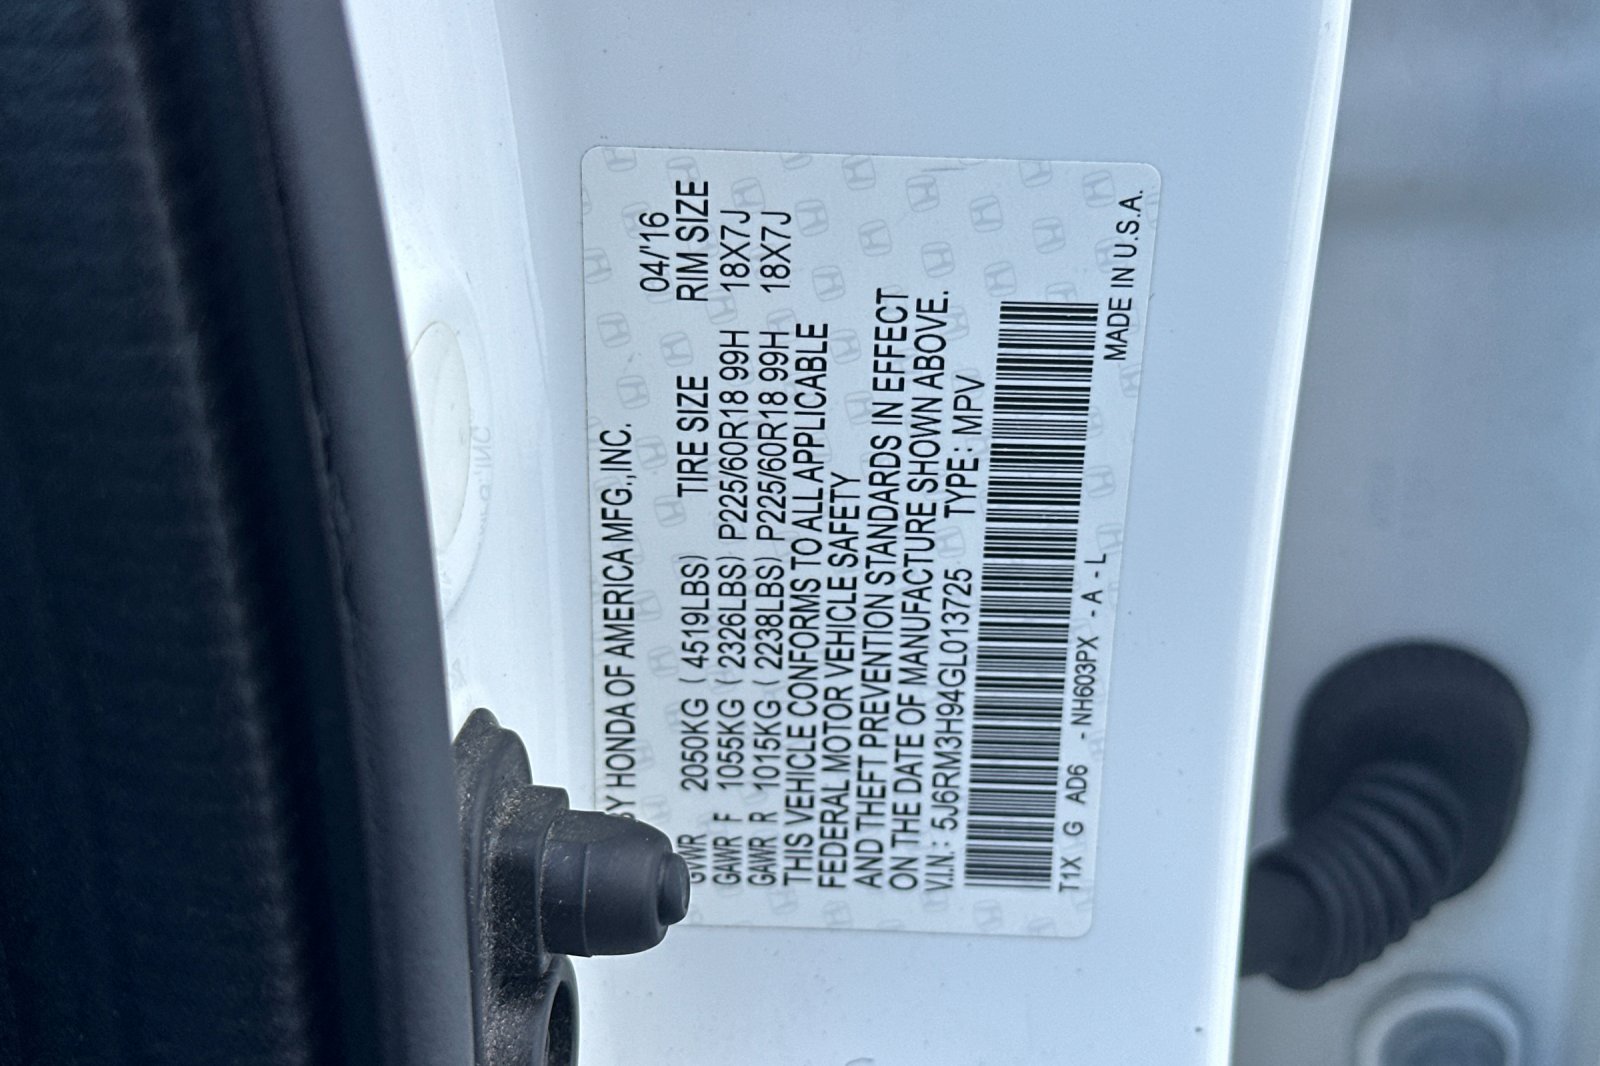 BY HONDA OF AMERICA MFG.,INC. 04/'16
GVWR 2050KG ( 4519LBS) TIRE SIZE RIM SIZE
GAWR F 1055KG ( 2326LBS) P225/60R18 99H 18X7J
GAWR R 1015KG ( 2238LBS) P225/60R18 99H 18X7J
THIS VEHICLE CONFORMS TO ALL APPLICABLE
FEDERAL MOTOR VEHICLE SAFETY
AND THEFT PREVENTION STANDARDS IN EFFECT
ON THE DATE OF MANUFACTURE SHOWN ABOVE.
V.I.N.: 5J6RM3H94GL013725 TYPE: MPV
T1X G AD6 - NH603PX - A - L
MADE IN U.S.A.